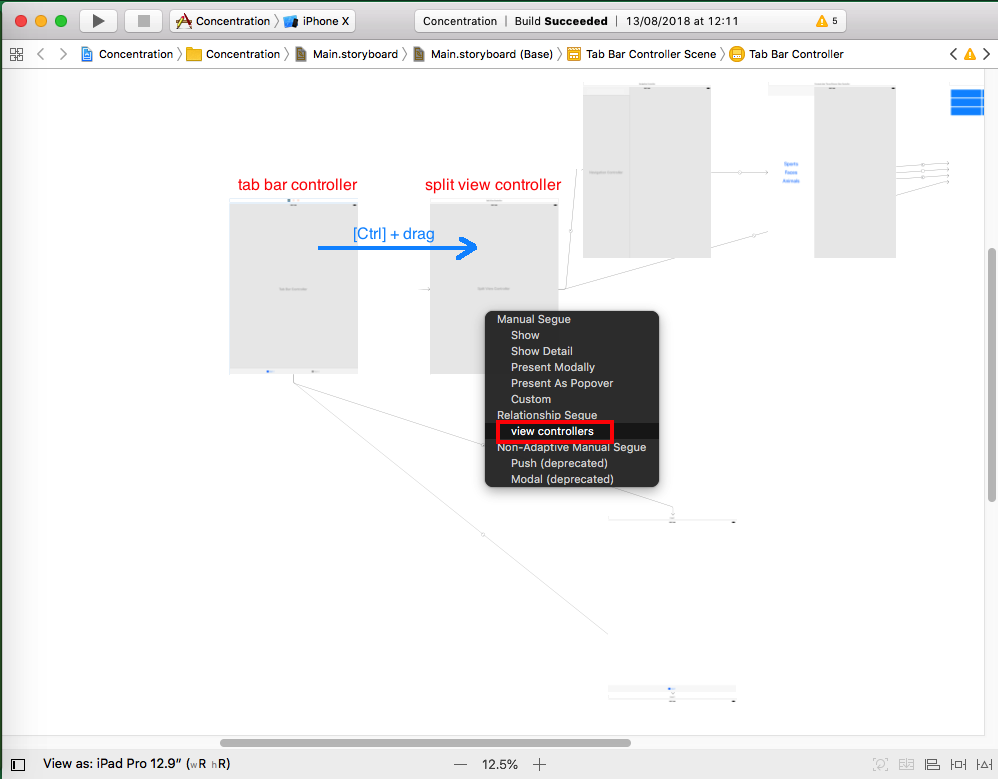 Concentration iPhone X
Concentration | Build Succeeded | 13/08/2018 at 12:11
5
Concentration Concentration Main.storyboard Main.storyboard (Base) Tab Bar Controller Scene Tab Bar Controller
tab bar controller
split view controller
[Ctrl] + drag
Sports
Faces
Animals
Manual Segue
Show
Show Detail
Present Modally
Present As Popover
Custom
Relationship Segue
view controllers
Non-Adaptive Manual Segue
Push (deprecated)
Modal (deprecated)
View as: iPad Pro 12.9” (wR hR)
12.5%